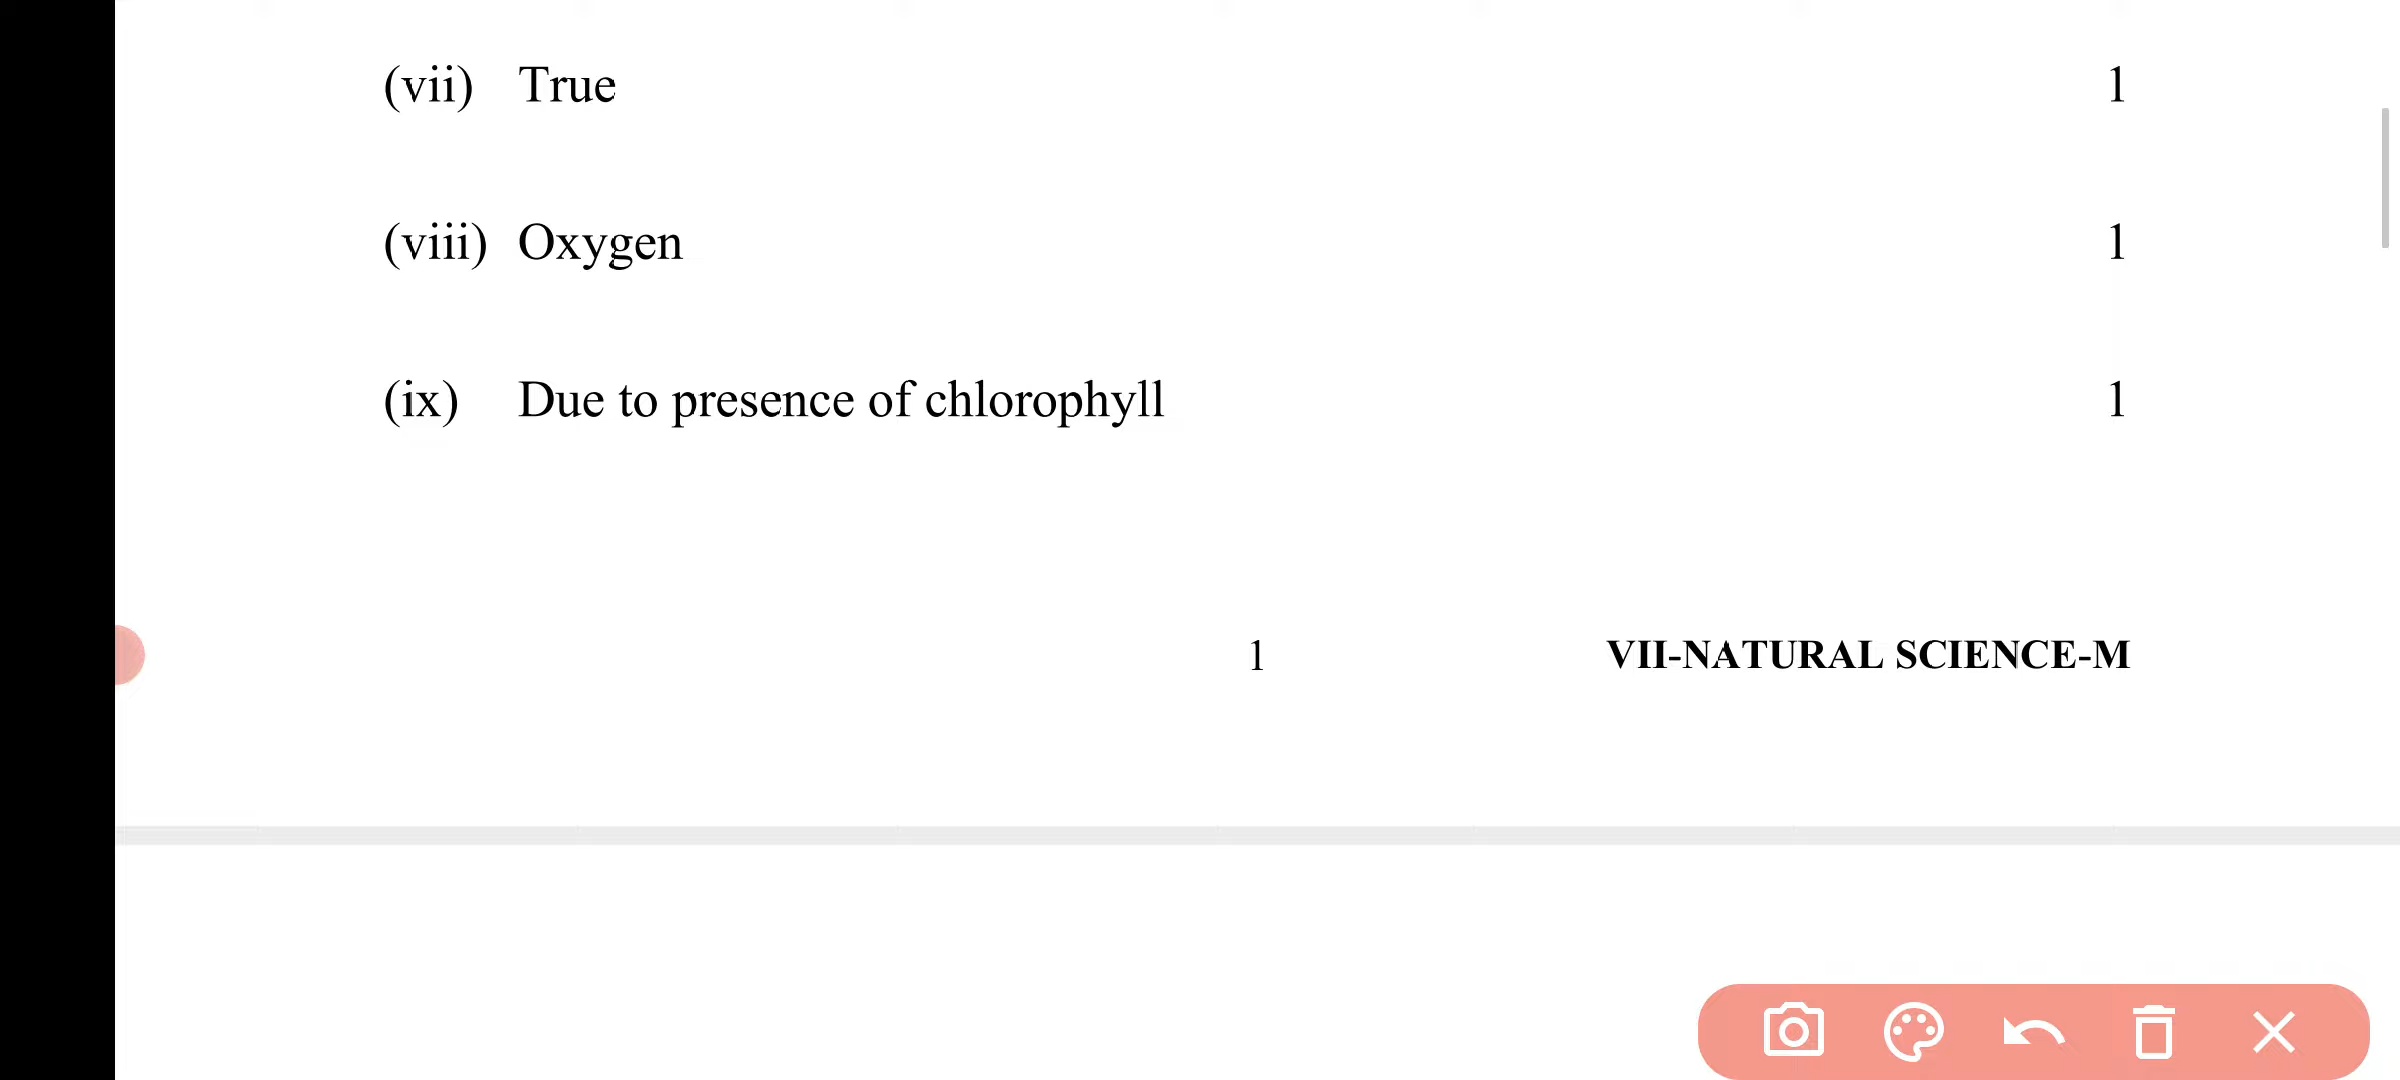 (vii) True 1
(viii) Oxygen 1
(ix) Due to presence of chlorophyll 1
1 VII-NATURAL SCIENCE-M